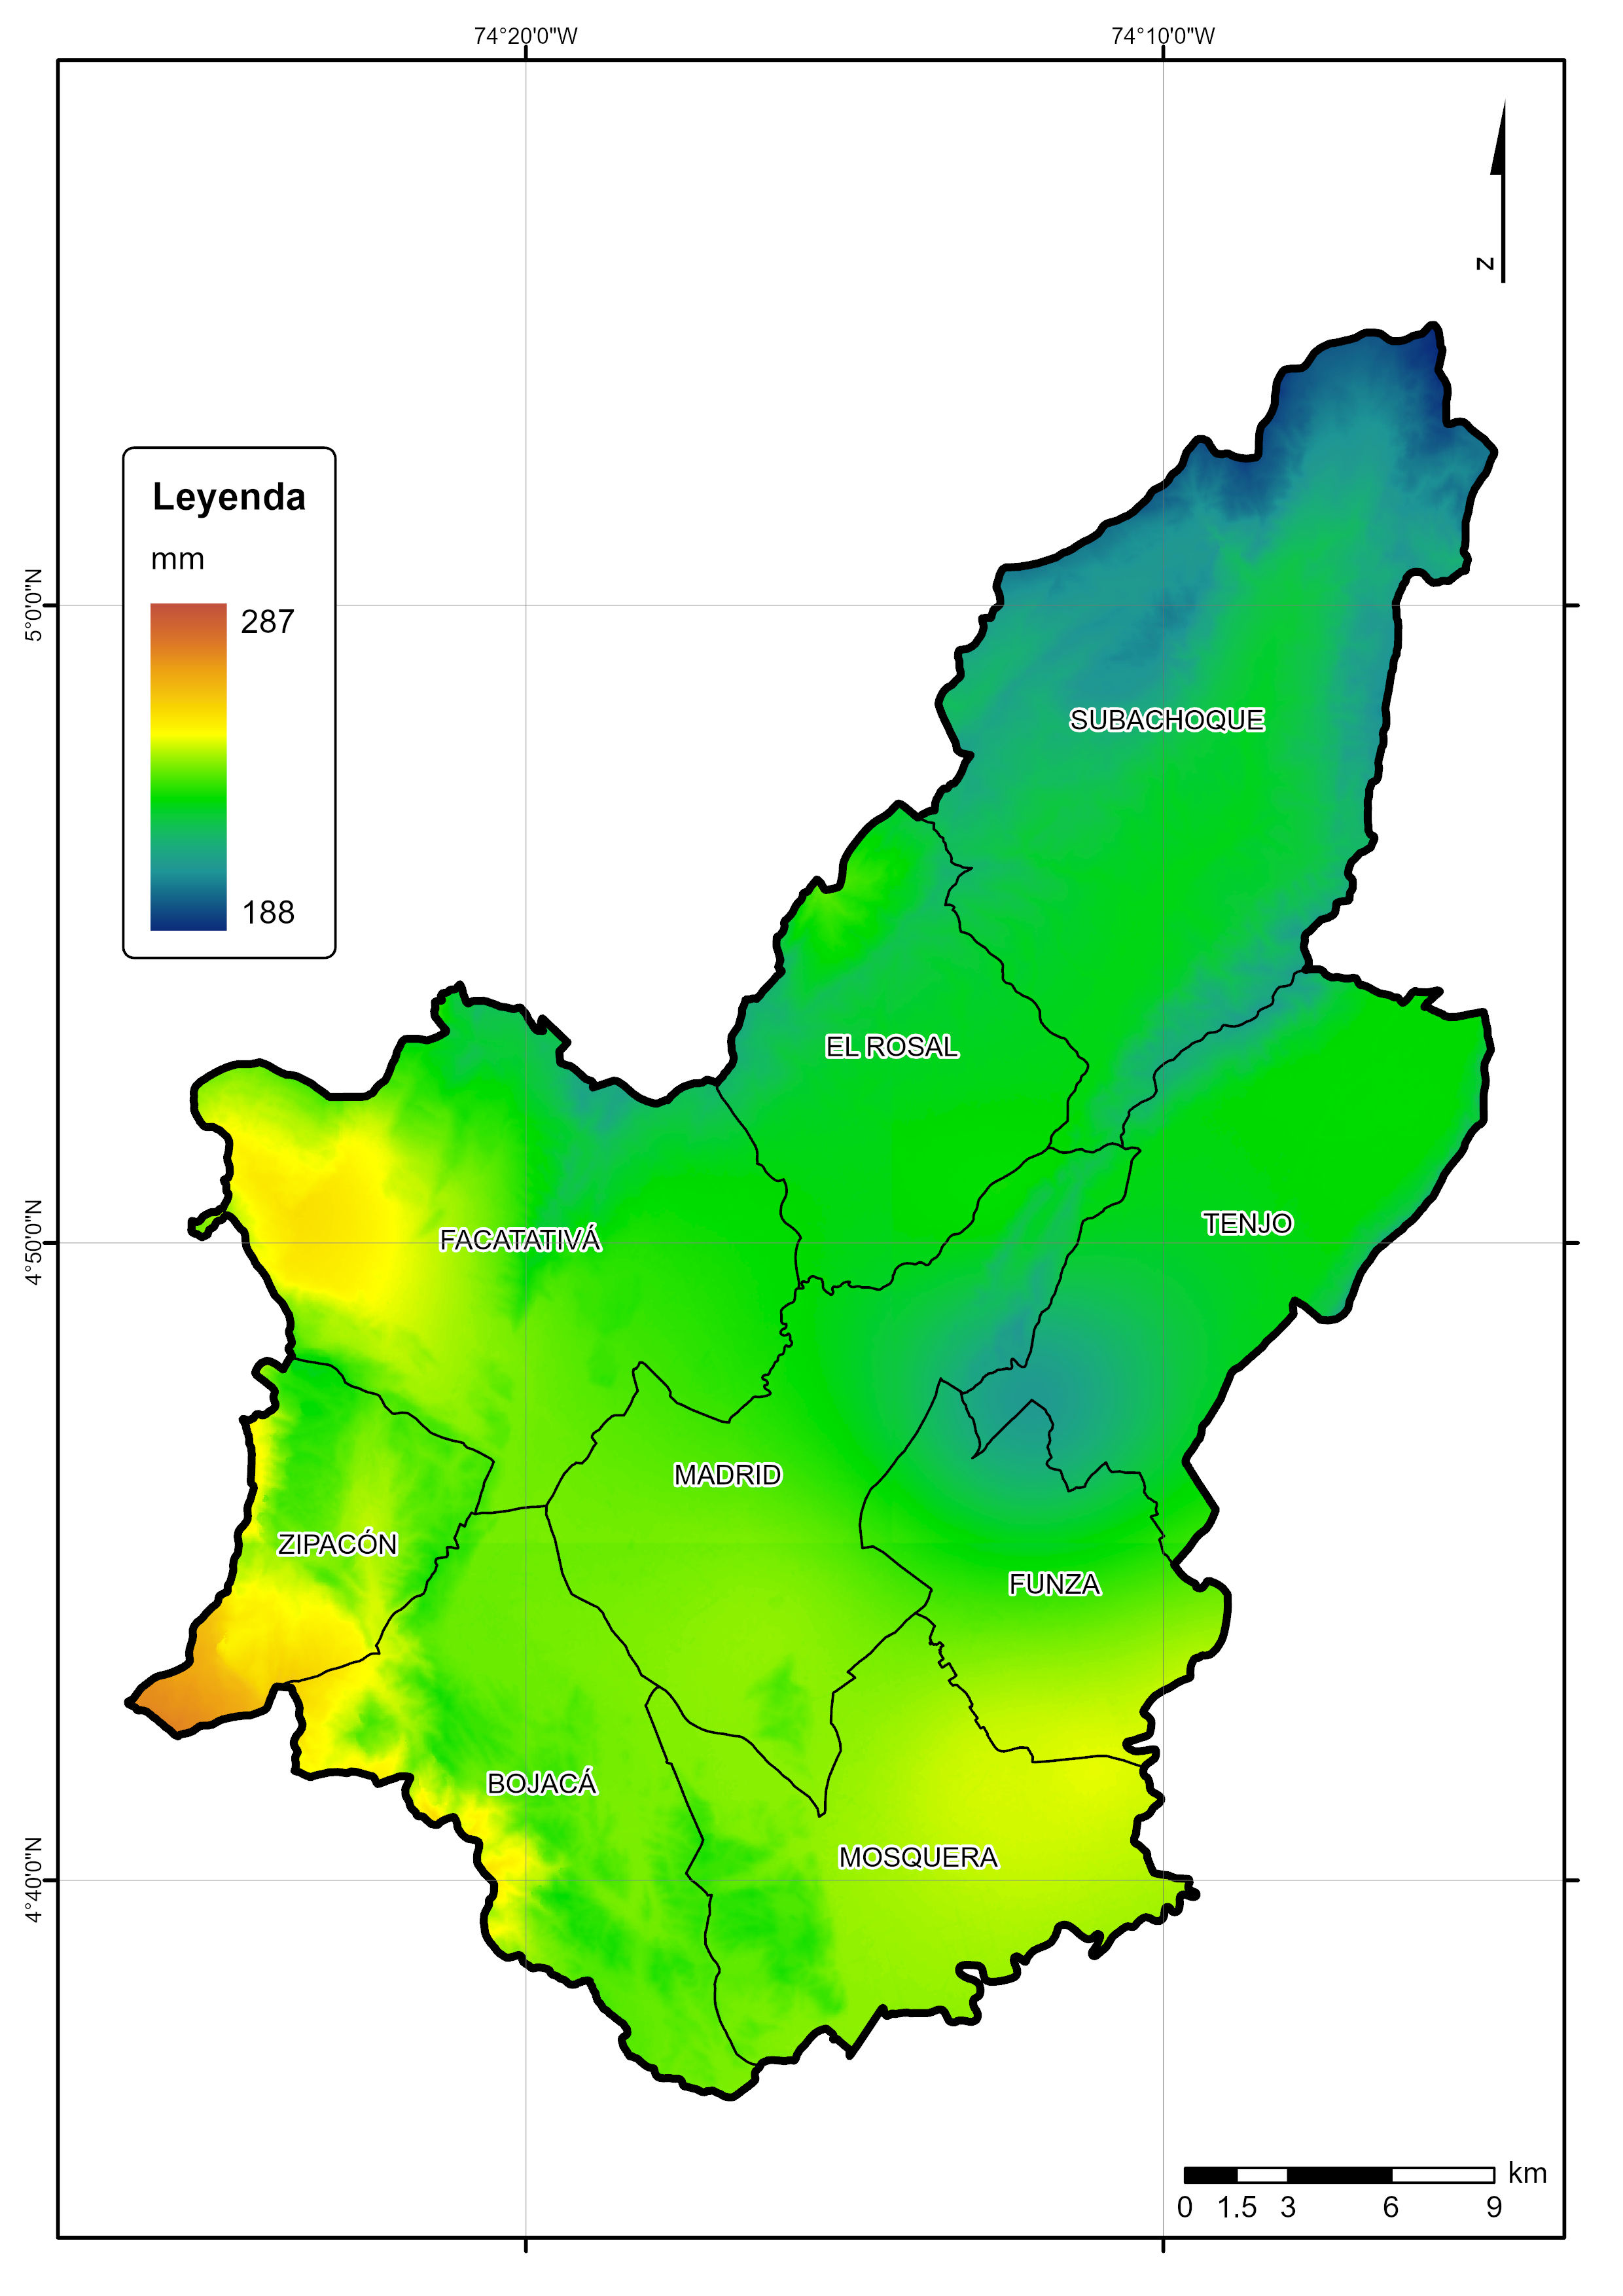 74°20'0"W
74°10'0"W
N
5°0'0"N
Leyenda
mm
287
188
SUBACHOQUE
EL ROSAL
TENJO
4°50'0"N
FACATATIVÁ
MADRID
ZIPACÓN
FUNZA
BOJACÁ
MOSQUERA
4°40'0"N
km
0 1.5 3 6 9